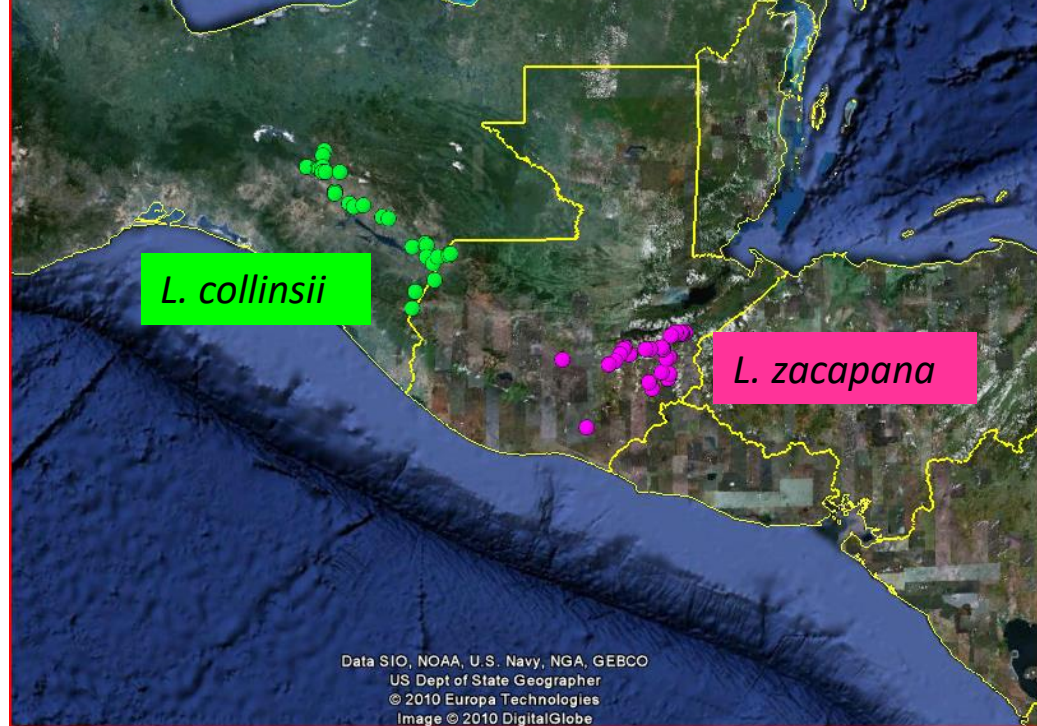 L. collinsii
L. zacapana
Data SIO, NOAA, U.S. Navy, NGA, GEBCO
US Dept of State Geographer
© 2010 Europa Technologies
Image © 2010 DigitalGlobe